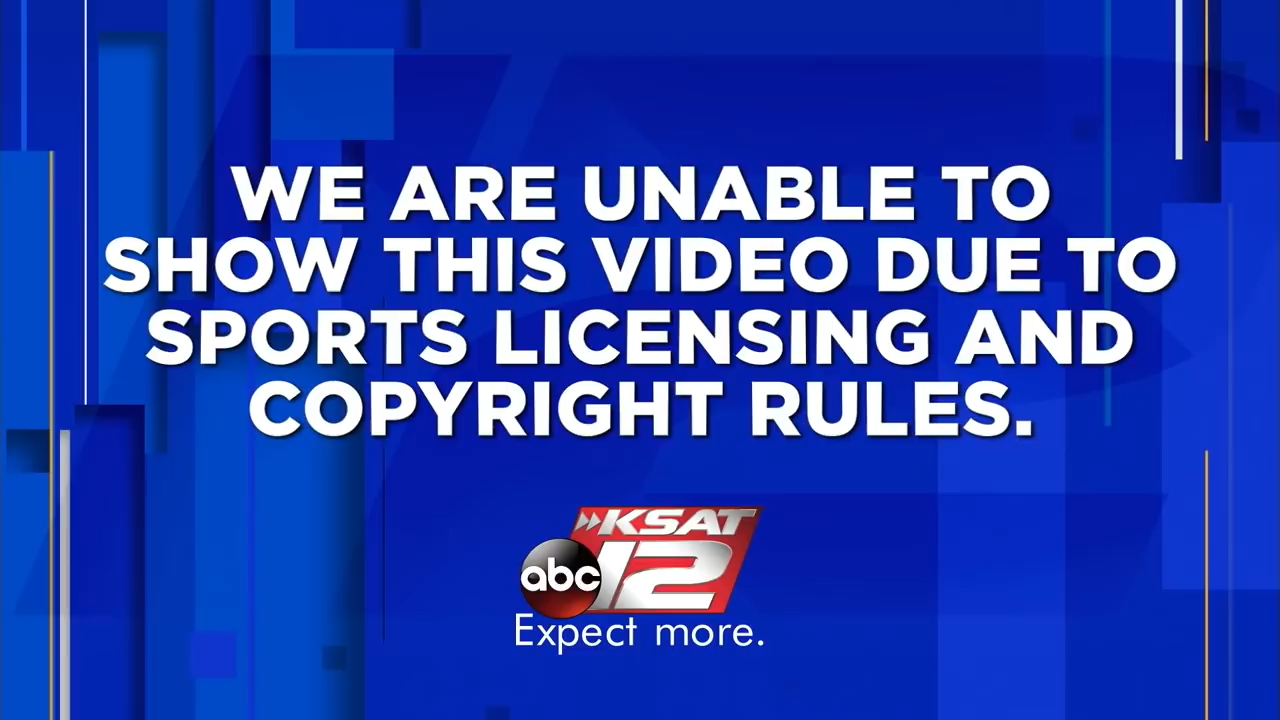 WE ARE UNABLE TO
SHOW THIS VIDEO DUE TO
SPORTS LICENSING AND
COPYRIGHT RULES.
KSAT
abc 12
Expect more.